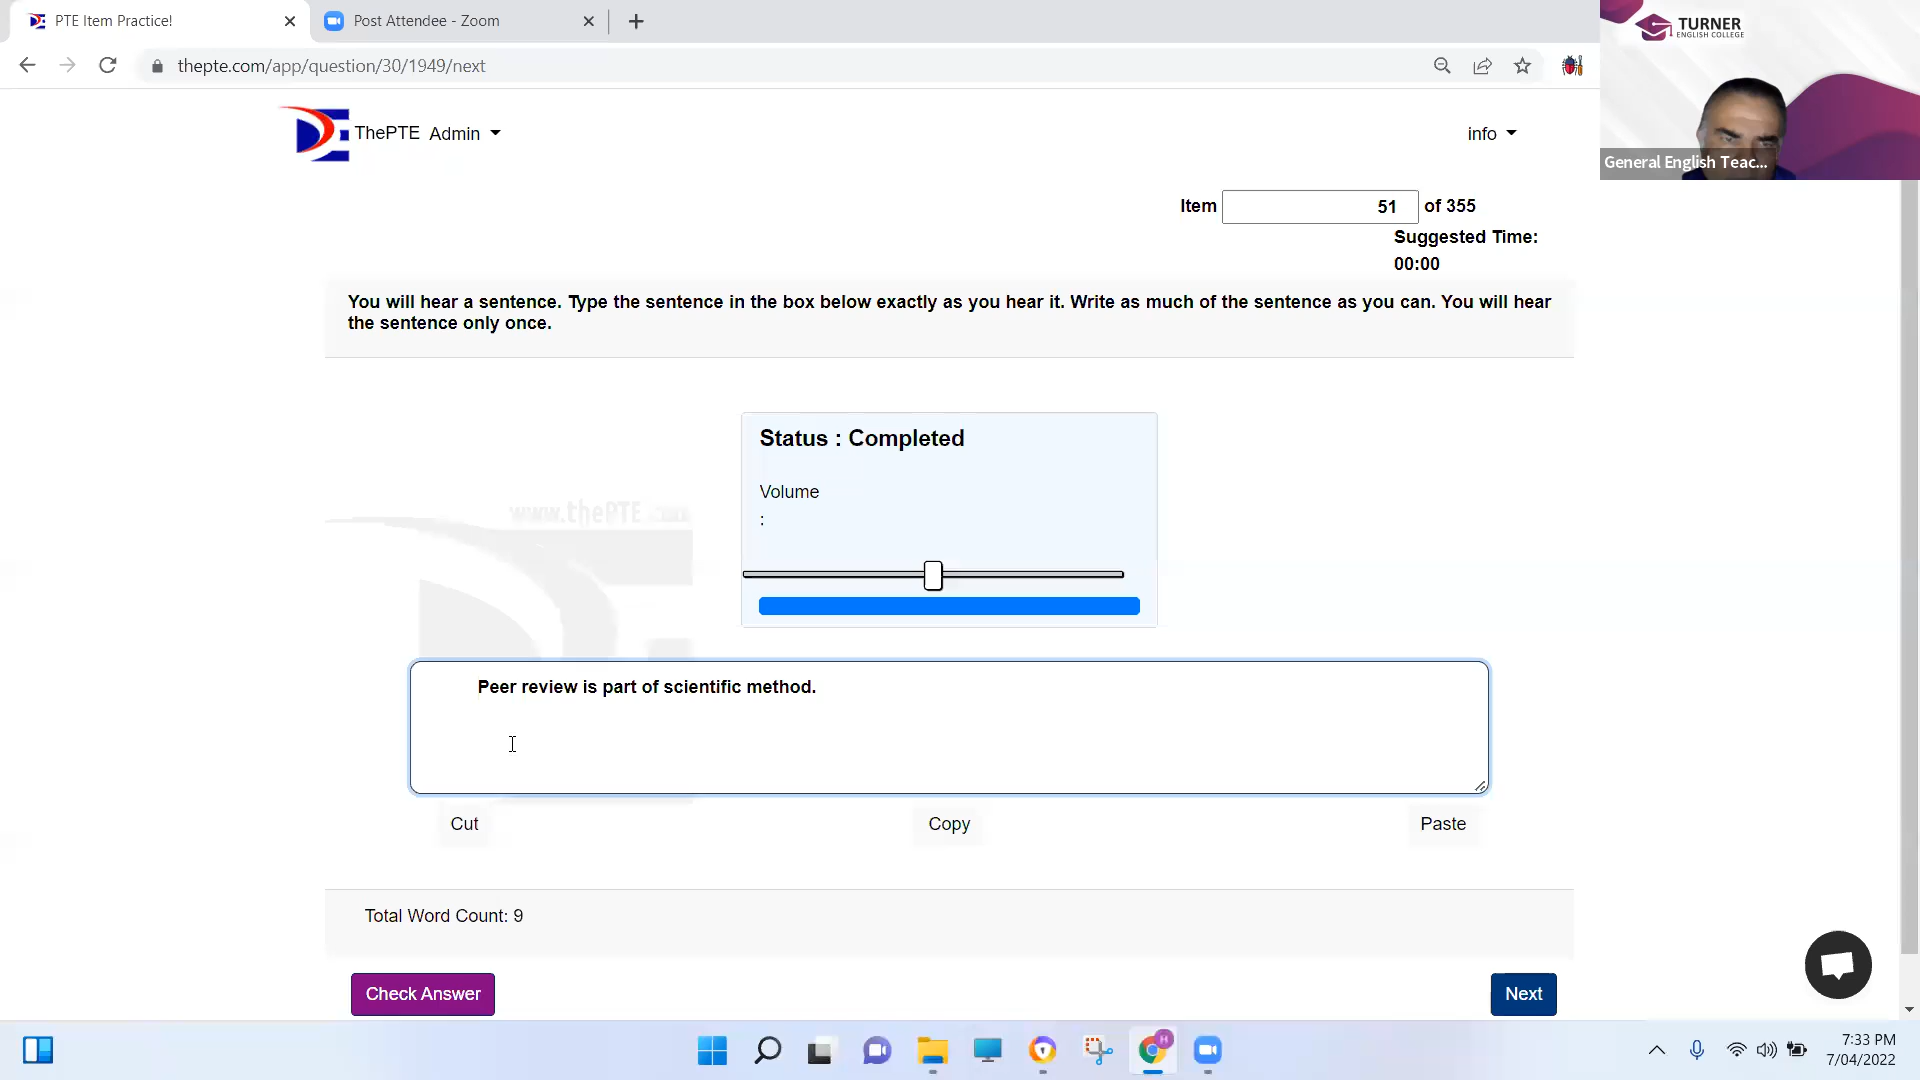 PTE Item Practice!
Post Attendee - Zoom
thepte.com/app/question/30/1949/next
TURNER
ENGLISH COLLEGE
General English Teac...
ThePTE Admin
info
Item 51 of 355
Suggested Time:
00:00
You will hear a sentence. Type the sentence in the box below exactly as you hear it. Write as much of the sentence as you can. You will hear
the sentence only once.
Status : Completed
Volume
:
www.thePTE.com
Peer review is part of scientific method.
Cut
Copy
Paste
Total Word Count: 9
Check Answer
Next
7:33 PM
7/04/2022